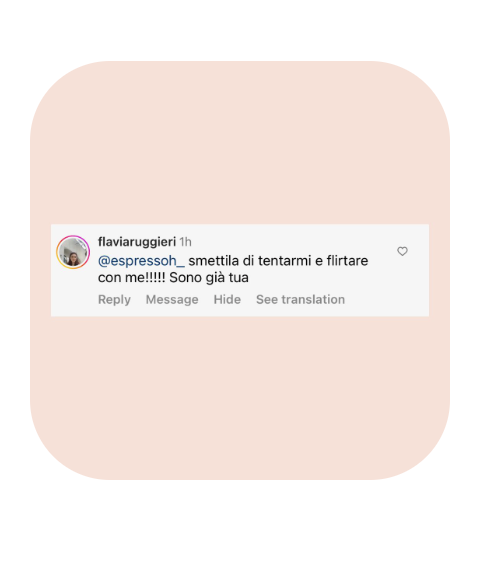 flaviaruggieri 1h
@espressoh_ smettila di tentarmi e flirtare
con me!!!!! Sono già tua
Reply Message Hide See translation